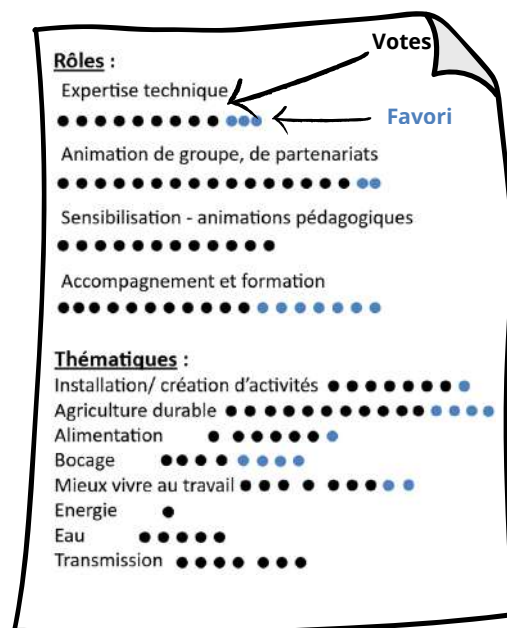 Votes
Rôles :
Expertise technique
Favori
Animation de groupe, de partenariats
Sensibilisation - animations pédagogiques
Accompagnement et formation
Thématiques :
Installation/ création d'activités
Agriculture durable
Alimentation
Bocage
Mieux vivre au travail
Energie
Eau
Transmission